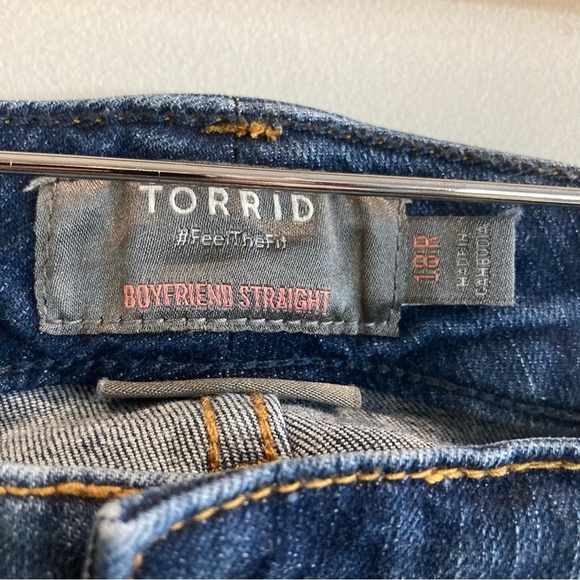 TORRID
#FeelTheFit
BOYFRIEND STRAIGHT
18R
MADE IN
CAMBODIA